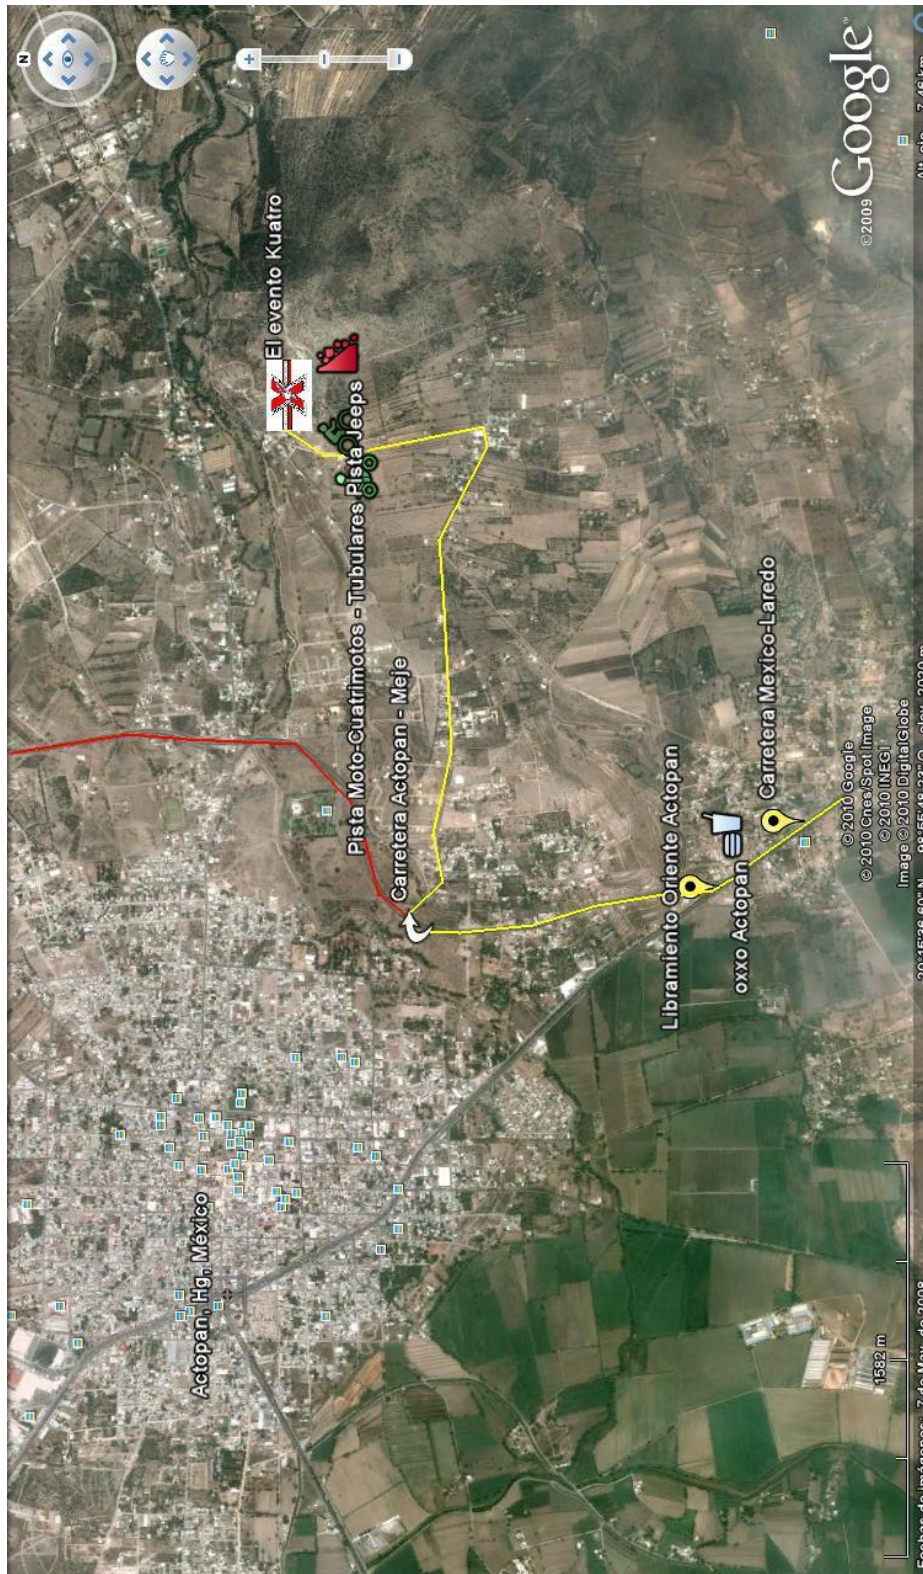 N
El evento Kuatro
Pista Moto-Cuatrimotos - Tubulares
Pista Jeeps
Carretera Actopan - Meje
Actopan, Hg, México
Libramiento Oriente Actopan
oxxo Actopan
Carretera Mexico-Laredo
© 2010 Google
© 2010 Cnes/Spot Image
© 2010 INEGI
Image © 2010 DigitalGlobe
©2009 Google™
1582 m